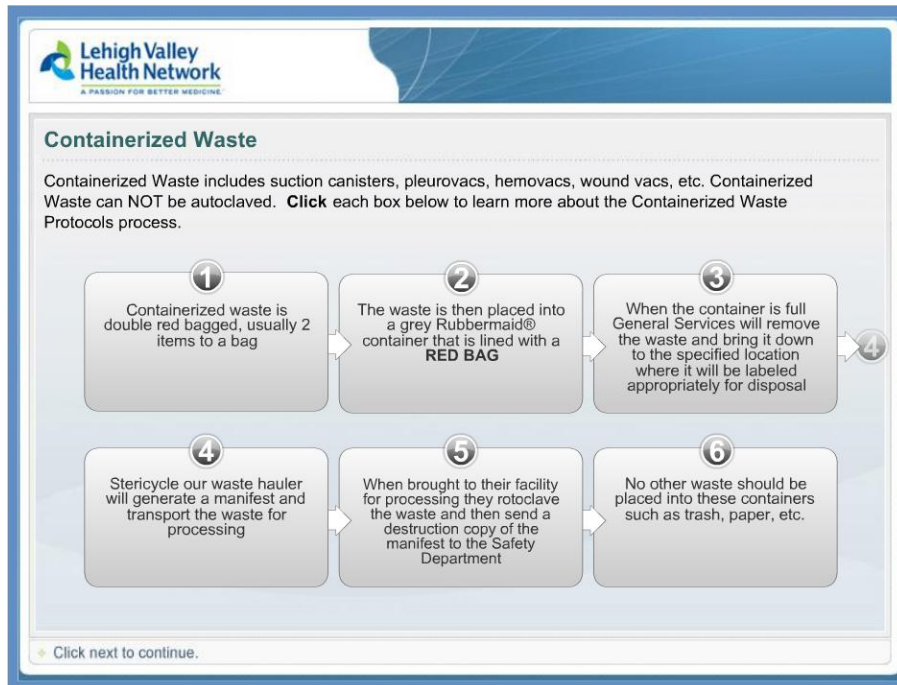 Lehigh Valley
Health Network
A PASSION FOR BETTER MEDICINE
Containerized Waste
Containerized Waste includes suction canisters, pleurovacs, hemovacs, wound vacs, etc. Containerized
Waste can NOT be autoclaved.  Click each box below to learn more about the Containerized Waste
Protocols process.
1
Containerized waste is
double red bagged, usually 2
items to a bag
2
The waste is then placed into
a grey Rubbermaid®
container that is lined with a
RED BAG
3
When the container is full
General Services will remove
the waste and bring it down
to the specified location
where it will be labeled
appropriately for disposal
4
4
Stericycle our waste hauler
will generate a manifest and
transport the waste for
processing
5
When brought to their facility
for processing they rotoclave
the waste and then send a
destruction copy of the
manifest to the Safety
Department
6
No other waste should be
placed into these containers
such as trash, paper, etc.
Click next to continue.